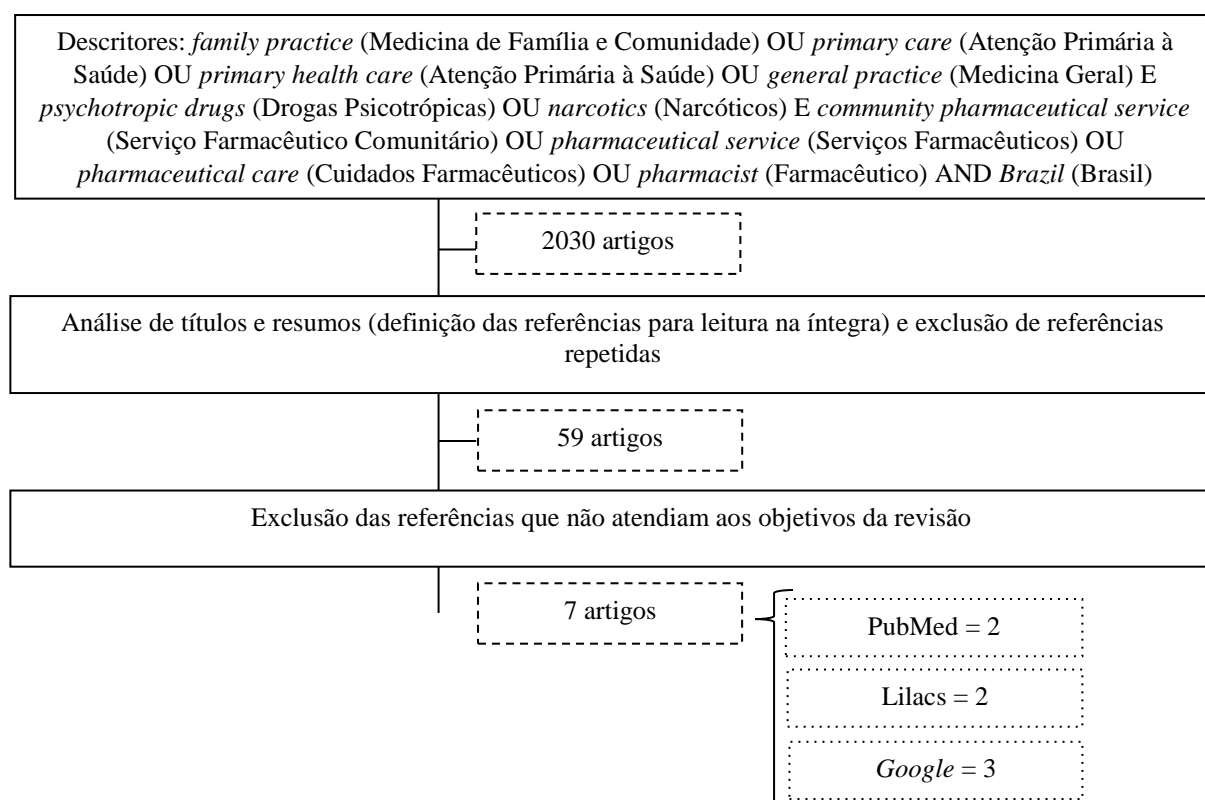 Descritores: family practice (Medicina de Família e Comunidade) OU primary care (Atenção Primária à
Saúde) OU primary health care (Atenção Primária à Saúde) OU general practice (Medicina Geral) E
psychotropic drugs (Drogas Psicotrópicas) OU narcotics (Narcóticos) E community pharmaceutical service
(Serviço Farmacêutico Comunitário) OU pharmaceutical service (Serviços Farmacêuticos) OU
pharmaceutical care (Cuidados Farmacêuticos) OU pharmacist (Farmacêutico) AND Brazil (Brasil)
2030 artigos
Análise de títulos e resumos (definição das referências para leitura na íntegra) e exclusão de referências
repetidas
59 artigos
Exclusão das referências que não atendiam aos objetivos da revisão
7 artigos
PubMed = 2
Lilacs = 2
Google = 3